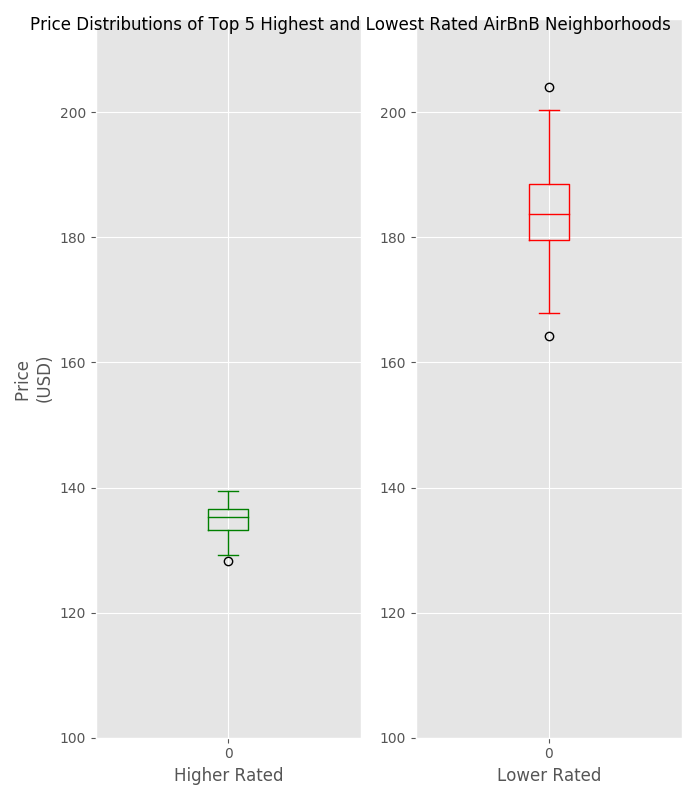 Price Distributions of Top 5 Highest and Lowest Rated AirBnB Neighborhoods
200
180
160
140
120
100
Price
(USD)
0
Higher Rated
200
180
160
140
120
100
0
Lower Rated